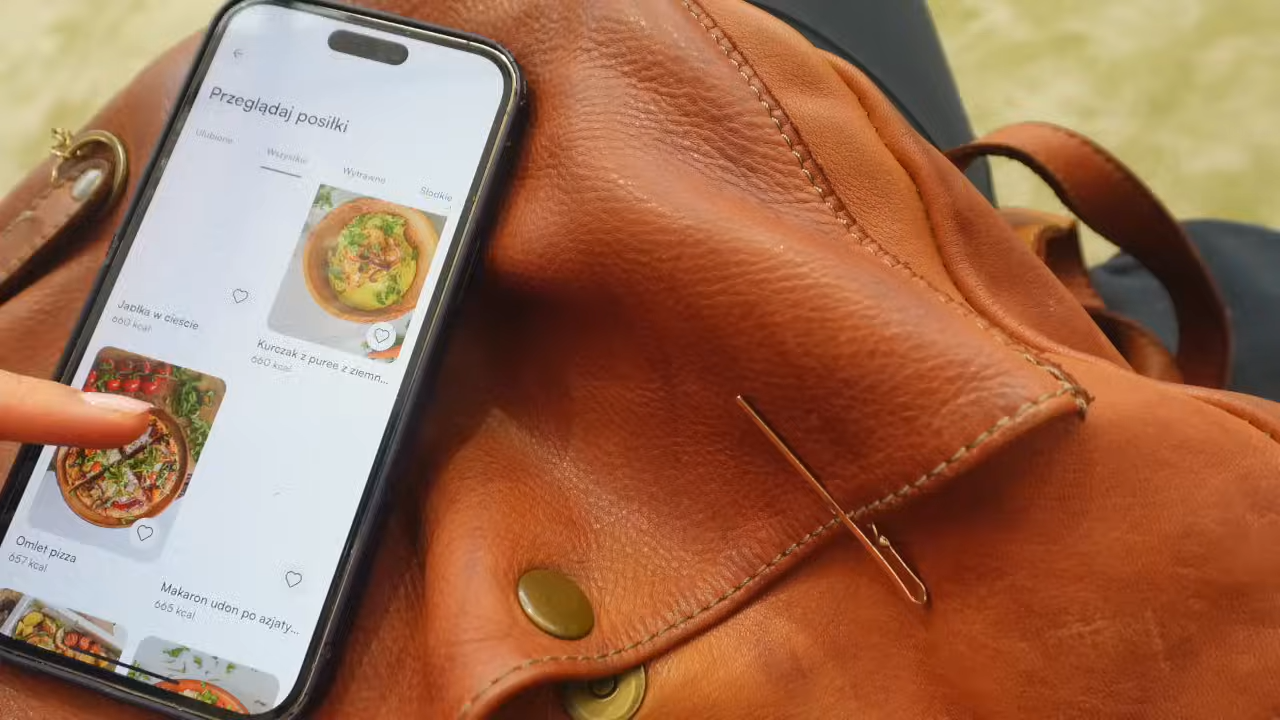 Przeglądaj posiłki
Ulubione
Wszystkie
Wytrawne
Słodkie
Jabłka w cieście
660 kcal
Kurczak z puree z ziemn...
660 kcal
Omlet pizza
657 kcal
Makaron udon po azjaty...
665 kcal